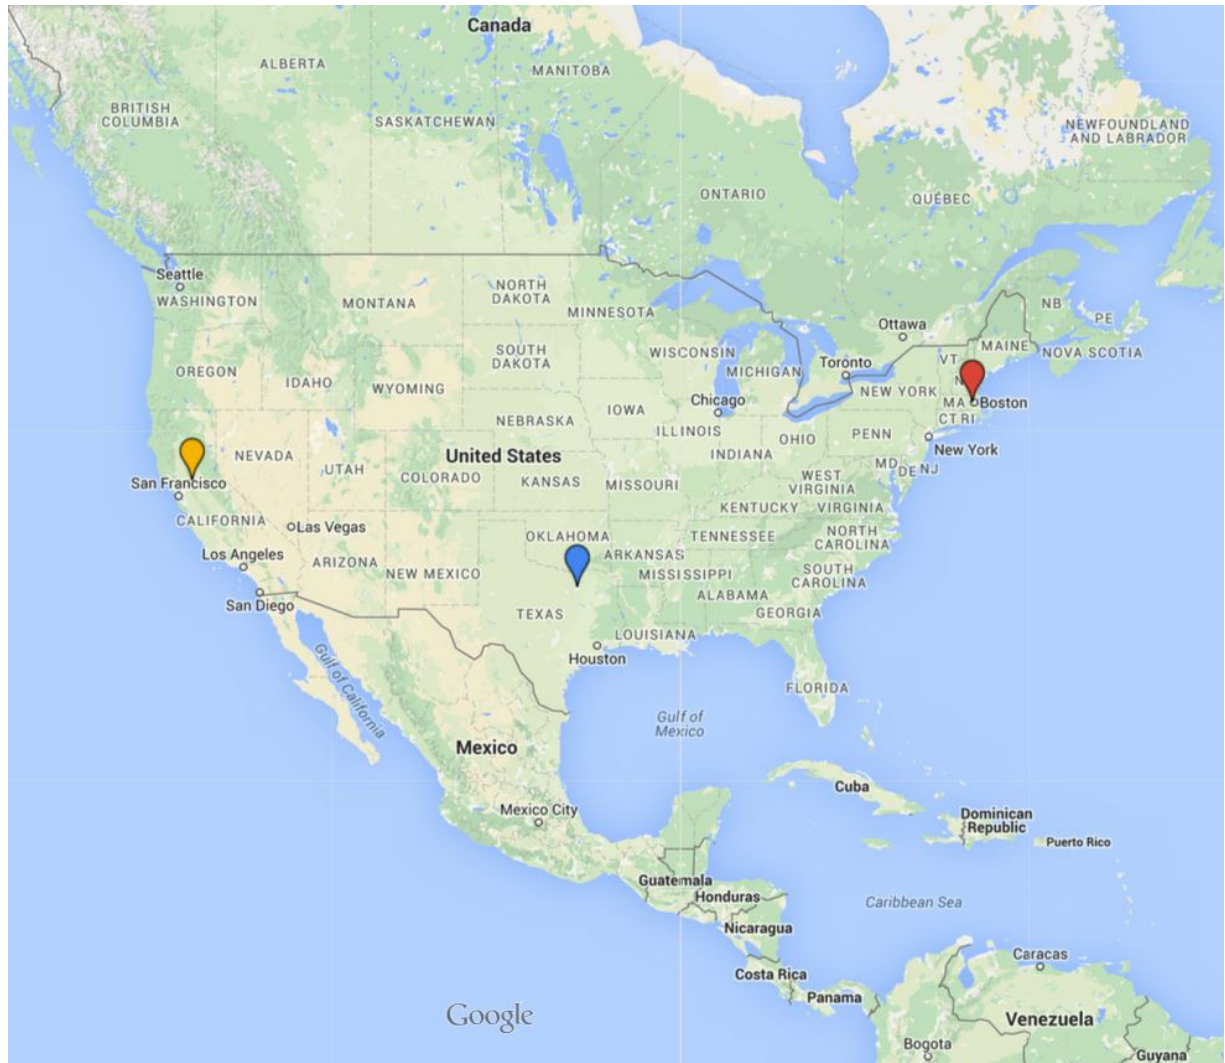 Canada
ALBERTA
MANITOBA
BRITISH
COLUMBIA
SASKATCHEWAN
NEWFOUNDLAND
AND LABRADOR
ONTARIO
QUÉBEC
Seattle
WASHINGTON
MONTANA
NORTH
DAKOTA
MINNESOTA
NB
PE
Ottawa
MAINE
NOVA SCOTIA
SOUTH
DAKOTA
WISCONSIN
MICHIGAN
Toronto
VT
OREGON
IDAHO
WYOMING
NEW YORK
N
MA
Boston
Chicago
IOWA
NEBRASKA
CT
RI
ILLINOIS
OHIO
PENN
New York
NEVADA
United States
INDIANA
UTAH
COLORADO
KANSAS
MISSOURI
MD
DE
NJ
WEST
VIRGINIA
San Francisco
KENTUCKY
VIRGINIA
CALIFORNIA
Las Vegas
OKLAHOMA
TENNESSEE
NORTH
CAROLINA
Los Angeles
ARIZONA
NEW MEXICO
ARKANSAS
MISSISSIPPI
SOUTH
CAROLINA
San Diego
ALABAMA
TEXAS
GEORGIA
LOUISIANA
Houston
Gulf of California
FLORIDA
Gulf of
Mexico
Mexico
Cuba
Mexico City
Dominican
Republic
Puerto Rico
Guatemala
Honduras
Caribbean Sea
Nicaragua
Caracas
Costa Rica
Panama
Google
Venezuela
Bogota
Guyana